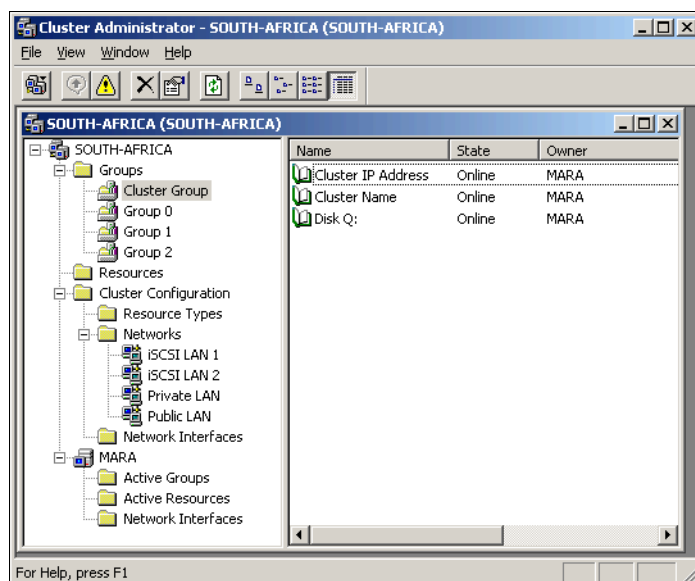 Cluster Administrator - SOUTH-AFRICA (SOUTH-AFRICA)
File View Window Help
SOUTH-AFRICA (SOUTH-AFRICA)
SOUTH-AFRICA
Groups
Cluster Group
Group 0
Group 1
Group 2
Resources
Cluster Configuration
Resource Types
Networks
iSCSI LAN 1
iSCSI LAN 2
Private LAN
Public LAN
Network Interfaces
MARA
Active Groups
Active Resources
Network Interfaces
Name State Owner
Cluster IP Address Online MARA
Cluster Name Online MARA
Disk Q: Online MARA
For Help, press F1